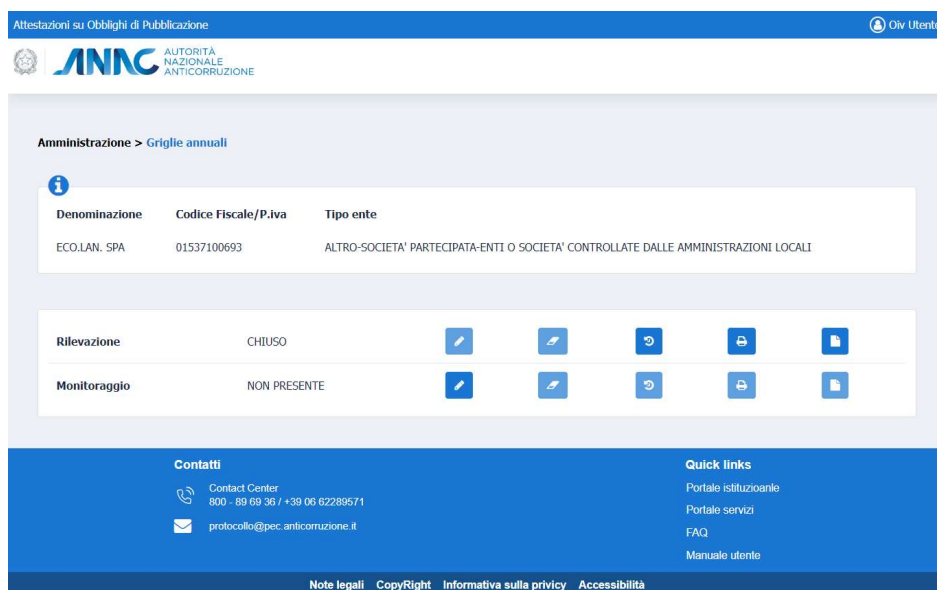 Attestazioni su Obblighi di Pubblicazione
Oiv Utente
ANAC
AUTORITÀ
NAZIONALE
ANTICORRUZIONE
Amministrazione > Griglie annuali
Denominazione Codice Fiscale/P.iva Tipo ente
ECO.LAN. SPA 01537100693 ALTRO-SOCIETA' PARTECIPATA-ENTI O SOCIETA' CONTROLLATE DALLE AMMINISTRAZIONI LOCALI
Rilevazione CHIUSO
Monitoraggio NON PRESENTE
Contatti
Contact Center
800 - 89 69 36 / +39 06 62289571
protocollo@pec.anticorruzione.it
Quick links
Portale istituzioanle
Portale servizi
FAQ
Manuale utente
Note legali CopyRight Informativa sulla privicy Accessibilità